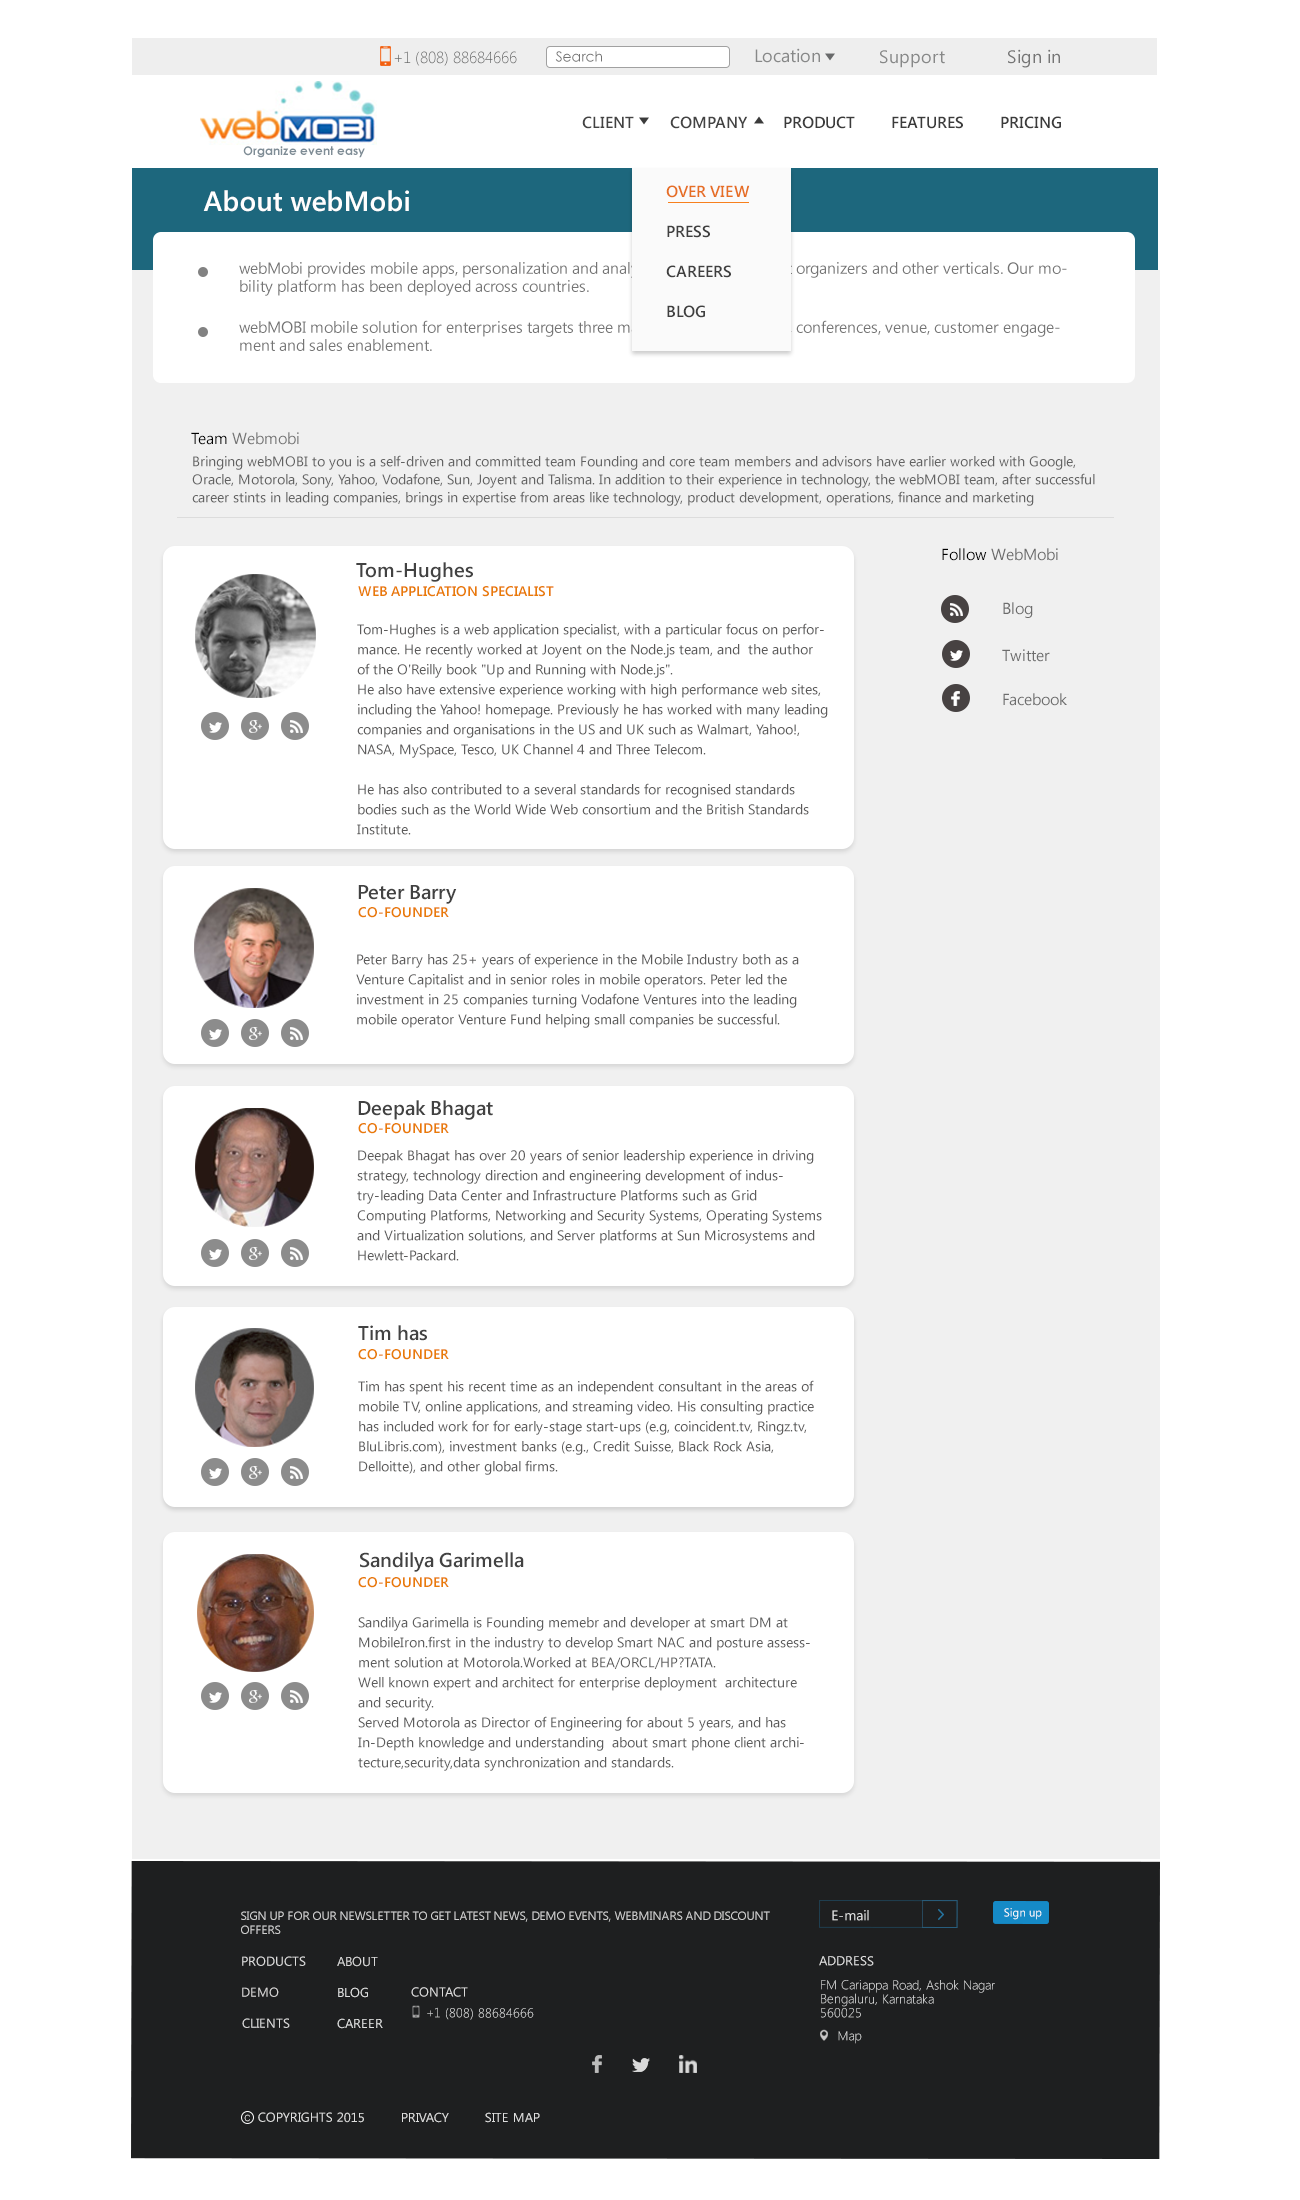 +1 (808) 88684666 Search Location Support Sign in
webMOBI
Organize event easy
CLIENT COMPANY PRODUCT FEATURES PRICING
OVER VIEW
PRESS
CAREERS
BLOG
About webMobi
webMobi provides mobile apps, personalization and organizers and other verticals. Our mo-
bility platform has been deployed across countries.
webMOBI mobile solution for enterprises targets three conferences, venue, customer engage-
ment and sales enablement.
Team Webmobi
Bringing webMOBI to you is a self-driven and committed team Founding and core team members and advisors have earlier worked with Google,
Oracle, Motorola, Sony, Yahoo, Vodafone, Sun, Joyent and Talisma. In addition to their experience in technology, the webMOBI team, after successful
career stints in leading companies, brings in expertise from areas like technology, product development, operations, finance and marketing
Tom-Hughes
WEB APPLICATION SPECIALIST
Tom-Hughes is a web application specialist, with a particular focus on perfor-
mance. He recently worked at Joyent on the Node.js team, and the author
of the O'Reilly book "Up and Running with Node.js".
He also have extensive experience working with high performance web sites,
including the Yahoo! homepage. Previously he has worked with many leading
companies and organisations in the US and UK such as Walmart, Yahoo!,
NASA, MySpace, Tesco, UK Channel 4 and Three Telecom.
He has also contributed to a several standards for recognised standards
bodies such as the World Wide Web consortium and the British Standards
Institute.
Follow WebMobi
Blog
Twitter
Facebook
Peter Barry
CO-FOUNDER
Peter Barry has 25+ years of experience in the Mobile Industry both as a
Venture Capitalist and in senior roles in mobile operators. Peter led the
investment in 25 companies turning Vodafone Ventures into the leading
mobile operator Venture Fund helping small companies be successful.
Deepak Bhagat
CO-FOUNDER
Deepak Bhagat has over 20 years of senior leadership experience in driving
strategy, technology direction and engineering development of indus-
try-leading Data Center and Infrastructure Platforms such as Grid
Computing Platforms, Networking and Security Systems, Operating Systems
and Virtualization solutions, and Server platforms at Sun Microsystems and
Hewlett-Packard.
Tim has
CO-FOUNDER
Tim has spent his recent time as an independent consultant in the areas of
mobile TV, online applications, and streaming video. His consulting practice
has included work for for early-stage start-ups (e.g, coincident.tv, Ringz.tv,
BluLibris.com), investment banks (e.g., Credit Suisse, Black Rock Asia,
Delloitte), and other global firms.
Sandilya Garimella
CO-FOUNDER
Sandilya Garimella is Founding memebr and developer at smart DM at
MobileIron.first in the industry to develop Smart NAC and posture assess-
ment solution at Motorola.Worked at BEA/ORCL/HP?TATA.
Well known expert and architect for enterprise deployment architecture
and security.
Served Motorola as Director of Engineering for about 5 years, and has
In-Depth knowledge and understanding about smart phone client archi-
tecture,security,data synchronization and standards.
SIGN UP FOR OUR NEWSLETTER TO GET LATEST NEWS, DEMO EVENTS, WEBMINARS AND DISCOUNT
OFFERS
E-mail Sign up
PRODUCTS ABOUT
DEMO BLOG CONTACT
+1 (808) 88684666
CLIENTS CAREER
ADDRESS
FM Cariappa Road, Ashok Nagar
Bengaluru, Karnataka
560025
Map
© COPYRIGHTS 2015 PRIVACY SITE MAP